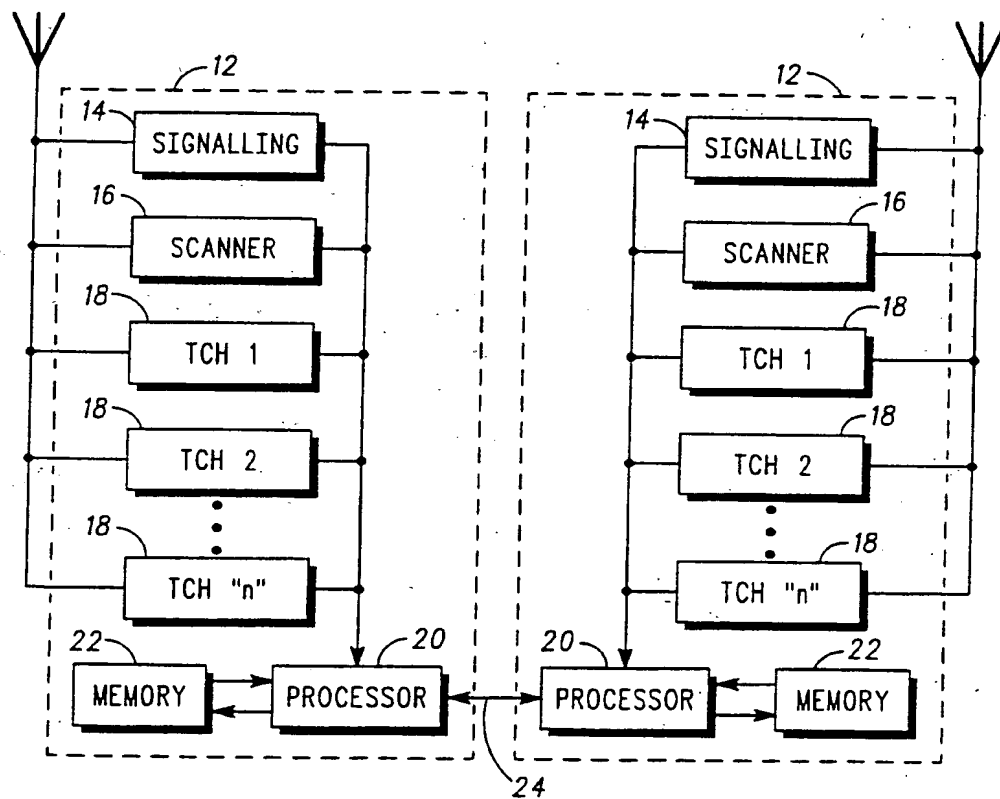 12
14
SIGNALLING
16
SCANNER
18
TCH 1
18
TCH 2
18
TCH "n"
22
MEMORY
20
PROCESSOR
12
14
SIGNALLING
16
SCANNER
18
TCH 1
18
TCH 2
18
TCH "n"
20
PROCESSOR
22
MEMORY
24